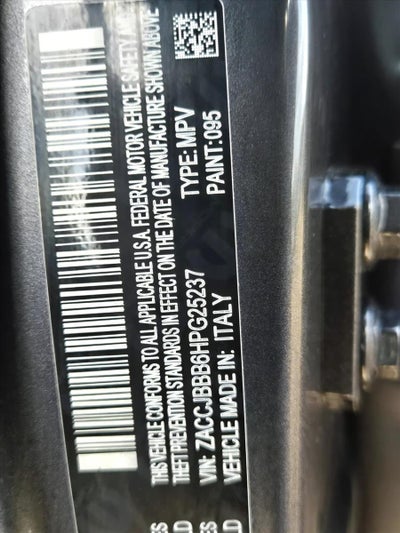 THIS VEHICLE CONFORMS TO ALL APPLICABLE U.S.A. FEDERAL MOTOR VEHICLE SAFETY AND
THEFT PREVENTION STANDARDS IN EFFECT ON THE DATE OF MANUFACTURE SHOWN ABOVE
VIN: ZACCJBBB6HPG25237 TYPE: MPV
VEHICLE MADE IN: ITALY PAINT: 095